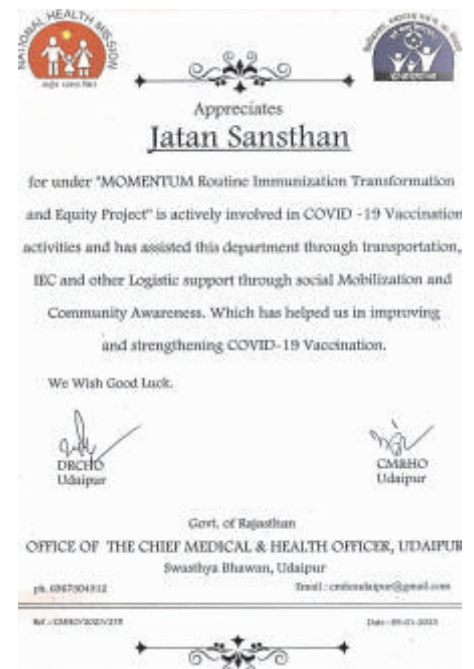 NATIONAL HEALTH MISSION
Appreciates
Jatan Sansthan
for under "MOMENTUM Routine Immunization Transformation
and Equity Project" is actively involved in COVID -19 Vaccination
activities and has assisted this department through transportation,
IEC and other Logistic support through social Mobilization and
Community Awareness. Which has helped us in improving
and strengthening COVID-19 Vaccination.
We Wish Good Luck.
DRCHO
Udaipur
CMRHO
Udaipur
Govt. of Rajasthan
OFFICE OF THE CHIEF MEDICAL & HEALTH OFFICER, UDAIPUR
Swasthya Bhawan, Udaipur
ph.
Email :